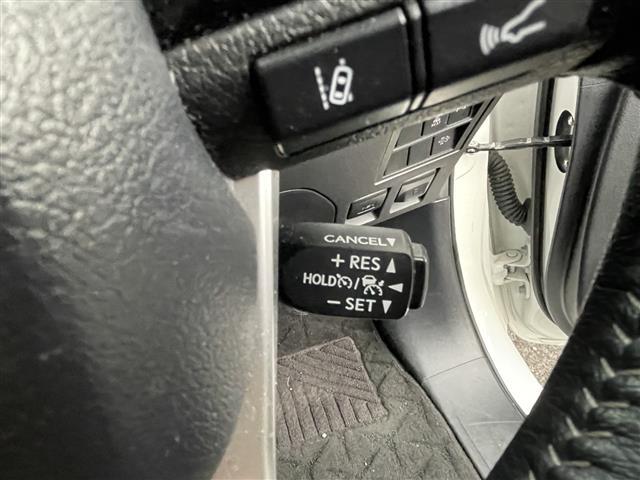 CANCEL
+ RES
HOLD /
− SET